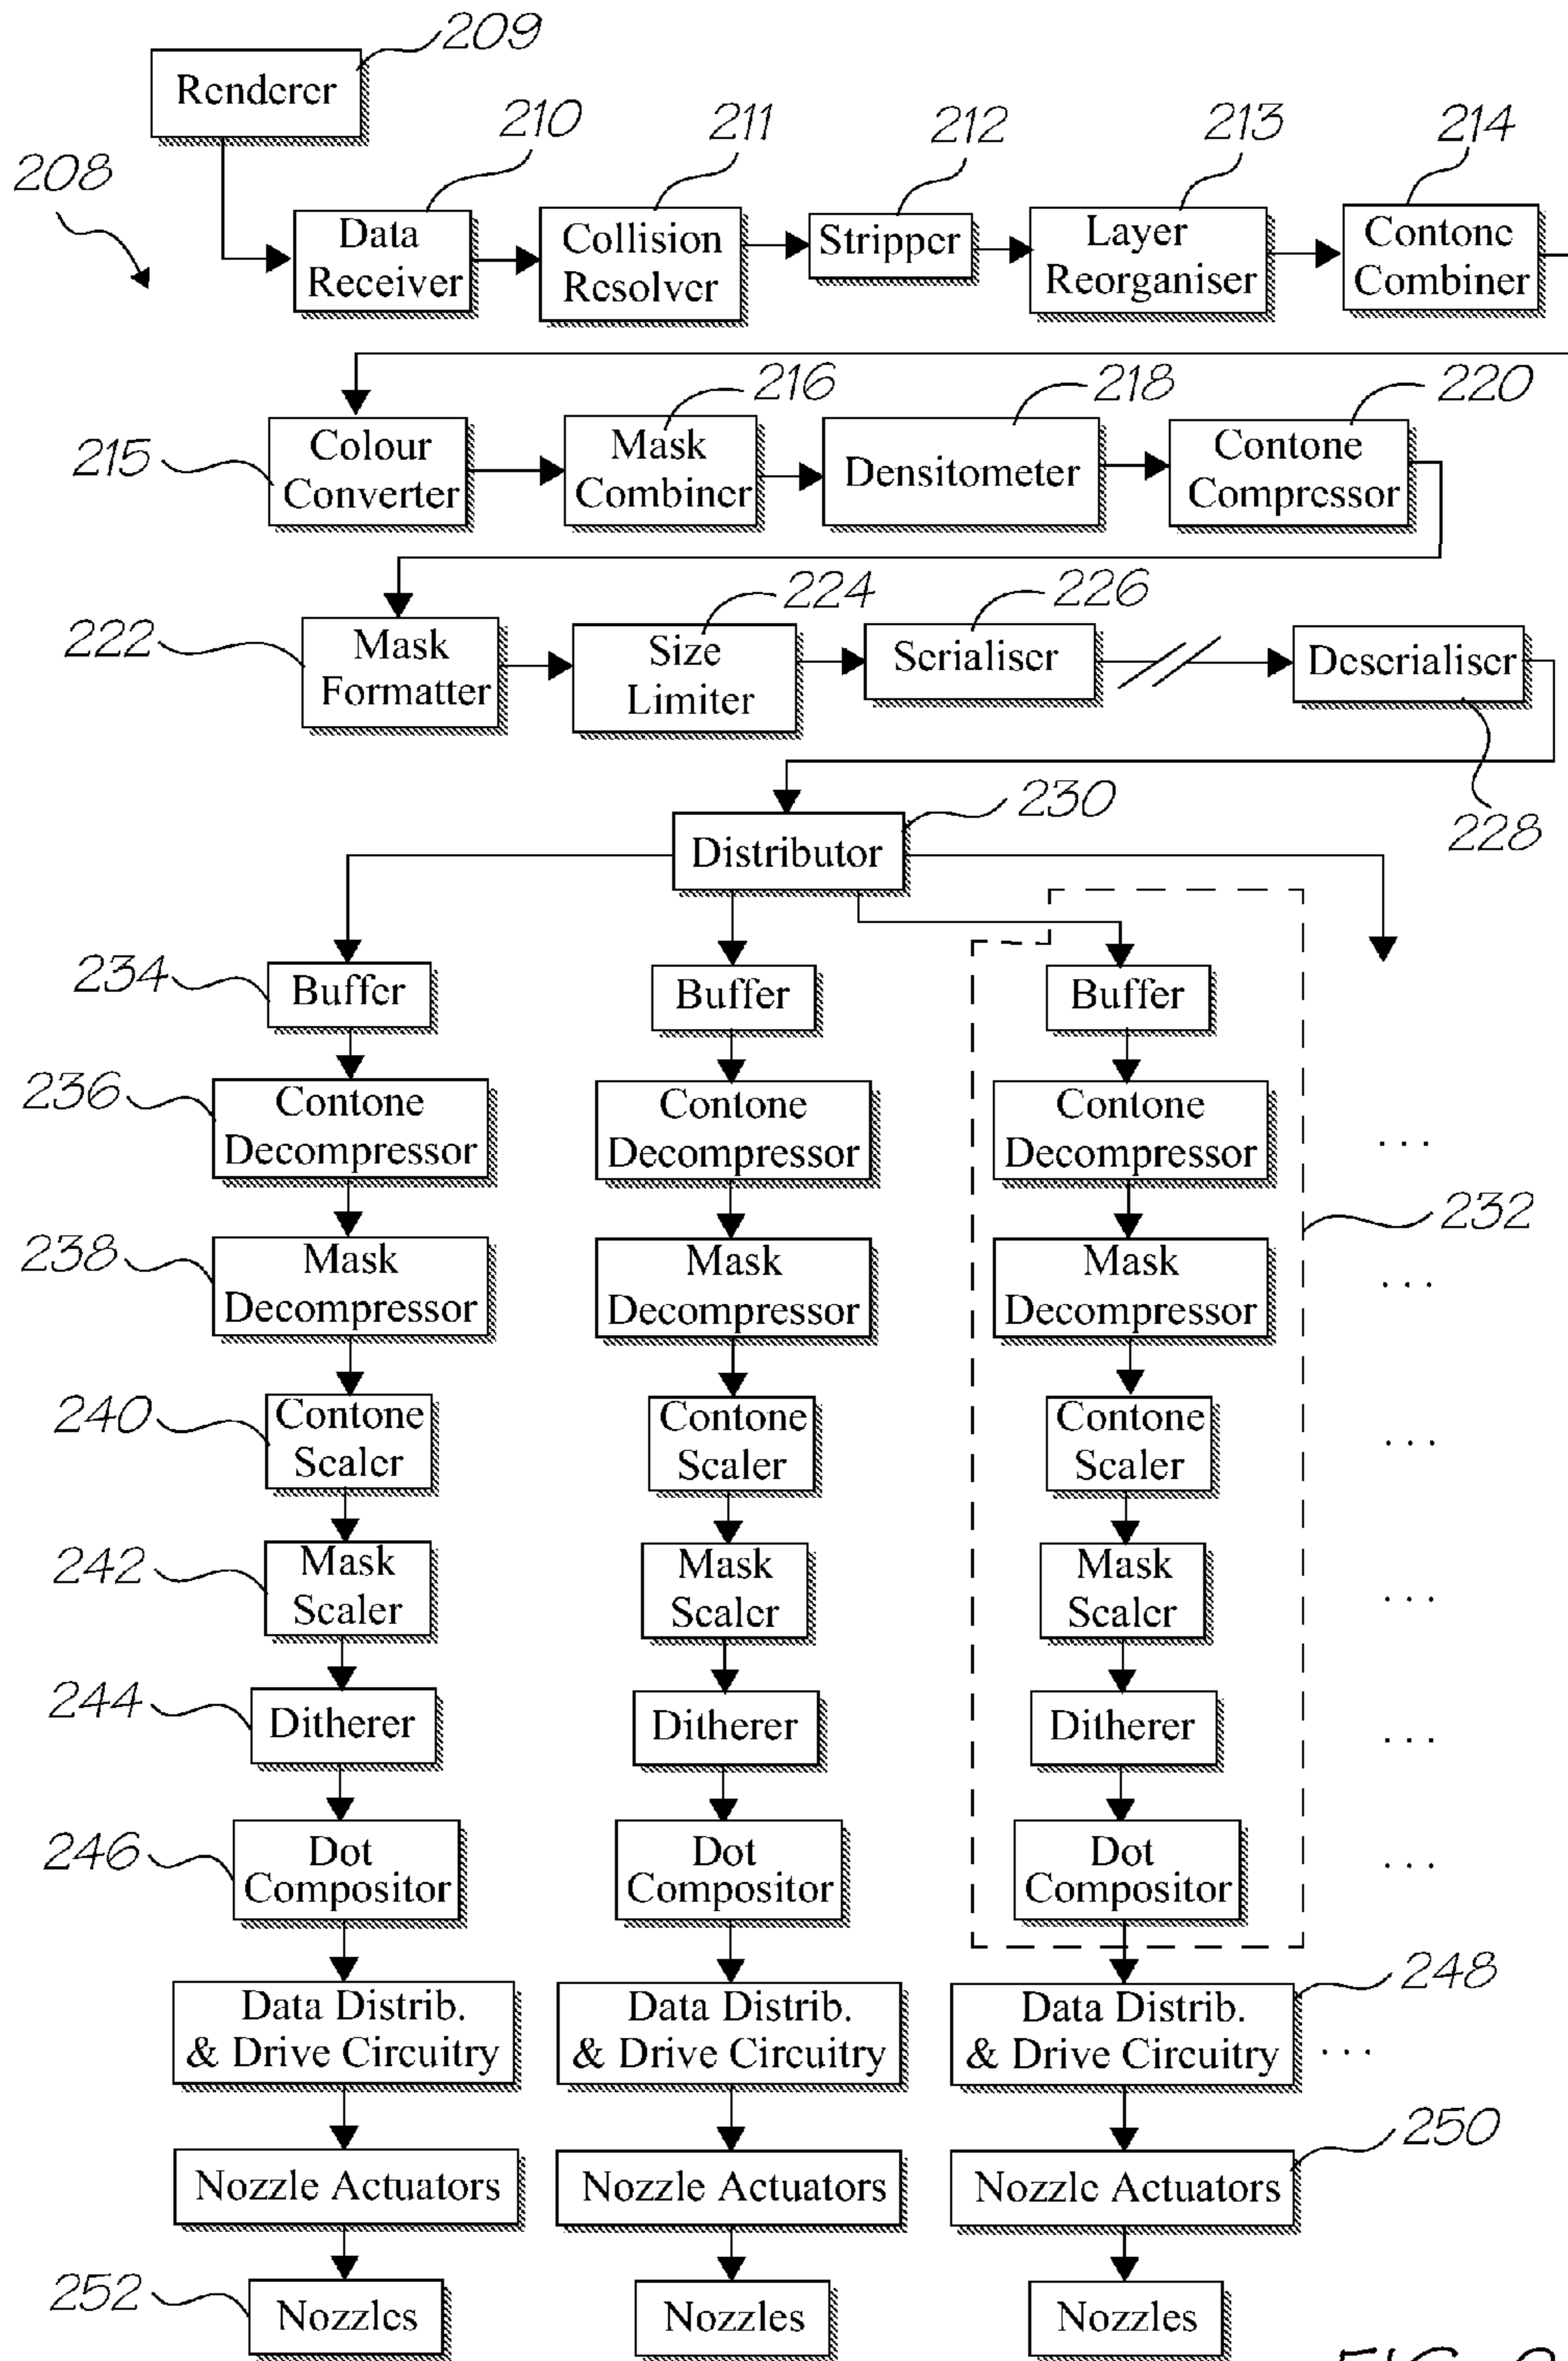 209
Renderer
210
211
212
213
214
208
Data
Receiver
Collision
Resolver
Stripper
Layer
Reorganiser
Contone
Combiner
216
218
220
215
Colour
Converter
Mask
Combiner
Densitometer
Contone
Compressor
224
226
222
Mask
Formatter
Size
Limiter
Serialiser
Deserialiser
230
228
Distributor
234
Buffer
Buffer
Buffer
236
Contone
Decompressor
Contone
Decompressor
Contone
Decompressor
...
232
238
Mask
Decompressor
Mask
Decompressor
Mask
Decompressor
...
240
Contone
Scaler
Contone
Scaler
Contone
Scaler
...
242
Mask
Scaler
Mask
Scaler
Mask
Scaler
...
244
Ditherer
Ditherer
Ditherer
...
246
Dot
Compositor
Dot
Compositor
Dot
Compositor
...
248
Data Distrib.
& Drive Circuitry
Data Distrib.
& Drive Circuitry
Data Distrib.
& Drive Circuitry
...
250
Nozzle Actuators
Nozzle Actuators
Nozzle Actuators
252
Nozzles
Nozzles
Nozzles